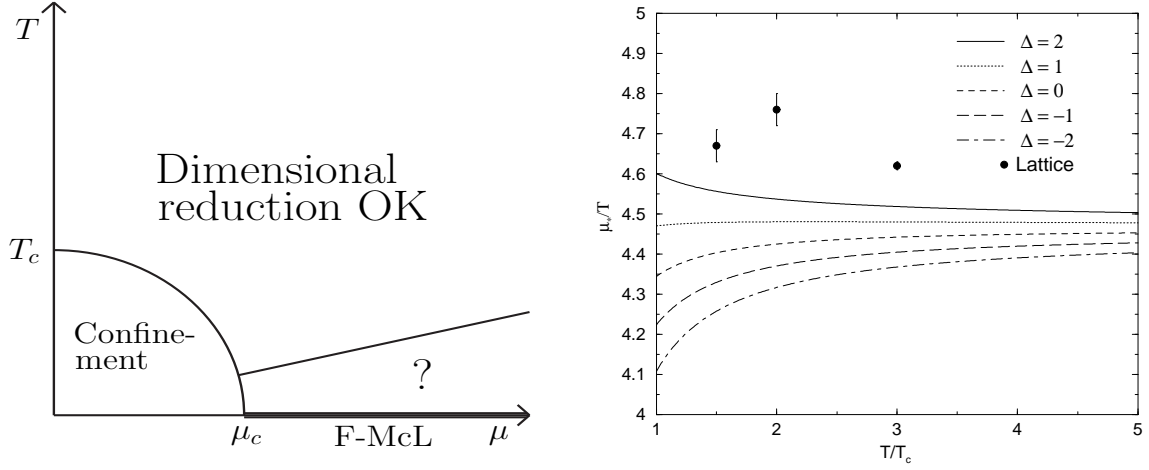 T
Dimensional
reduction OK
T_c
Confine-
ment
?
μ_c
F-McL
μ
5
4.9
4.8
4.7
4.6
4.5
4.4
4.3
4.2
4.1
4
μ_*/T
Δ = 2
Δ = 1
Δ = 0
Δ = −1
Δ = −2
Lattice
1
2
3
4
5
T/T_c